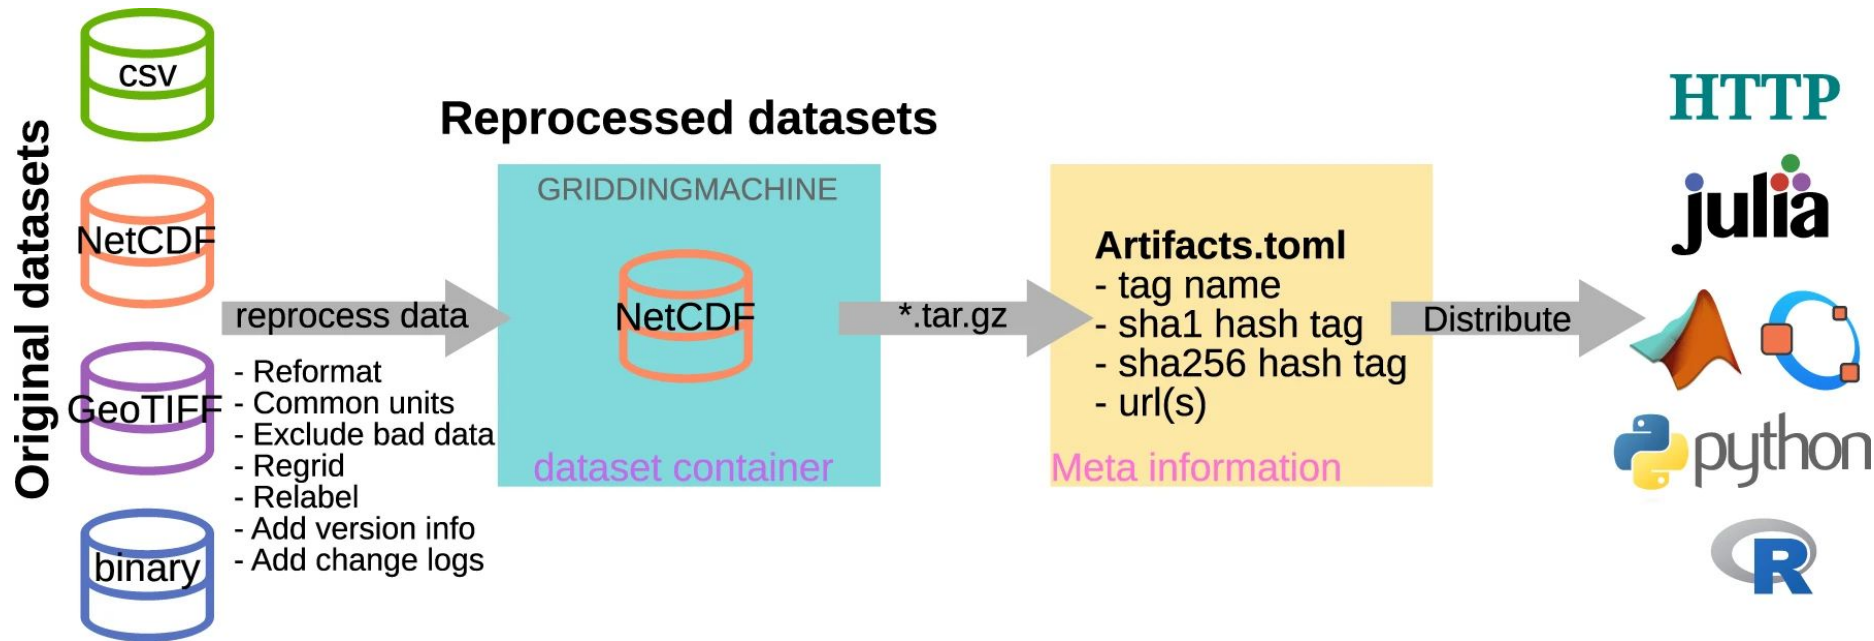 Original datasets
csv
NetCDF
GeoTIFF
binary
reprocess data
- Reformat
- Common units
- Exclude bad data
- Regrid
- Relabel
- Add version info
- Add change logs
Reprocessed datasets
GRIDDINGMACHINE
NetCDF
dataset container
*.tar.gz
Artifacts.toml
- tag name
- sha1 hash tag
- sha256 hash tag
- url(s)
Meta information
Distribute
HTTP
julia
python
R